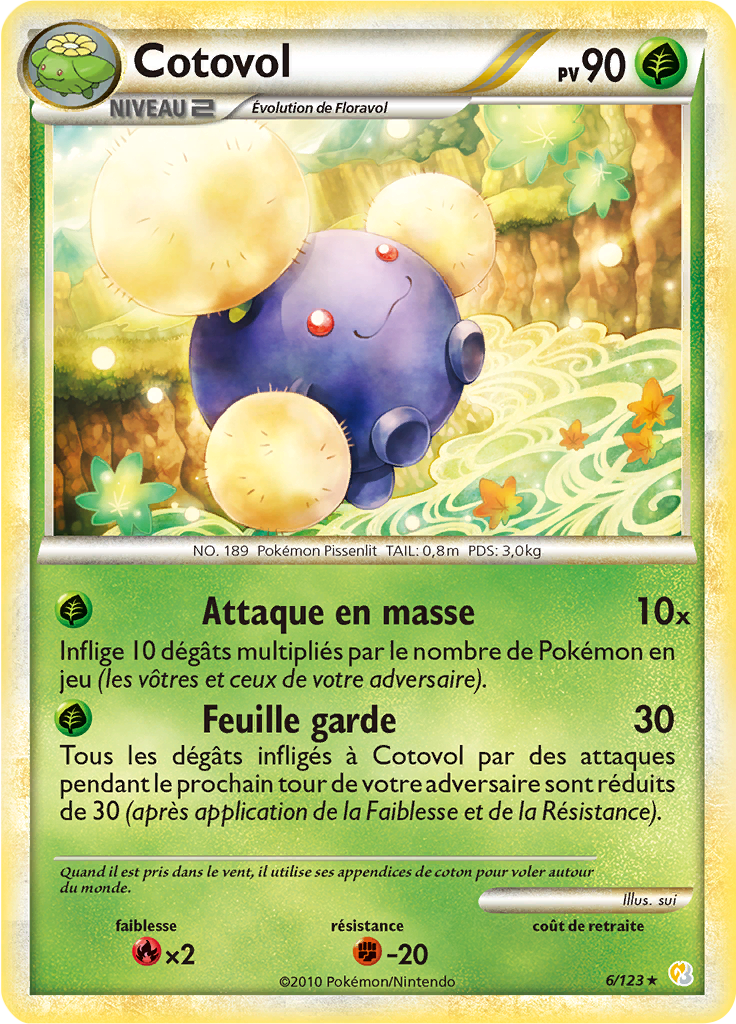 Cotovol
PV 90
NIVEAU 2
Évolution de Floravol
NO. 189 Pokémon Pissenlit TAIL: 0,8m PDS: 3,0kg
Attaque en masse 10x
Inflige 10 dégâts multipliés par le nombre de Pokémon en
jeu (les vôtres et ceux de votre adversaire).
Feuille garde 30
Tous les dégâts infligés à Cotovol par des attaques
pendant le prochain tour de votre adversaire sont réduits
de 30 (après application de la Faiblesse et de la Résistance).
Quand il est pris dans le vent, il utilise ses appendices de coton pour voler autour
du monde.
Illus. sui
faiblesse résistance coût de retraite
×2 -20
©2010 Pokémon/Nintendo
6/123 ★